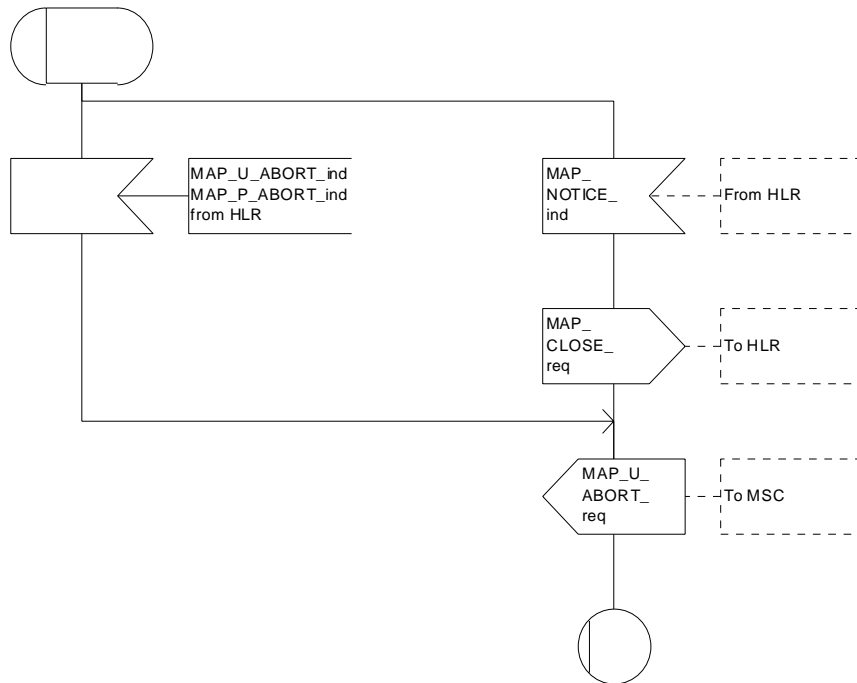 MAP_U_ABORT_ind
MAP_P_ABORT_ind
from HLR
MAP_
NOTICE_
ind
From HLR
MAP_
CLOSE_
req
To HLR
MAP_U_
ABORT_
req
To MSC